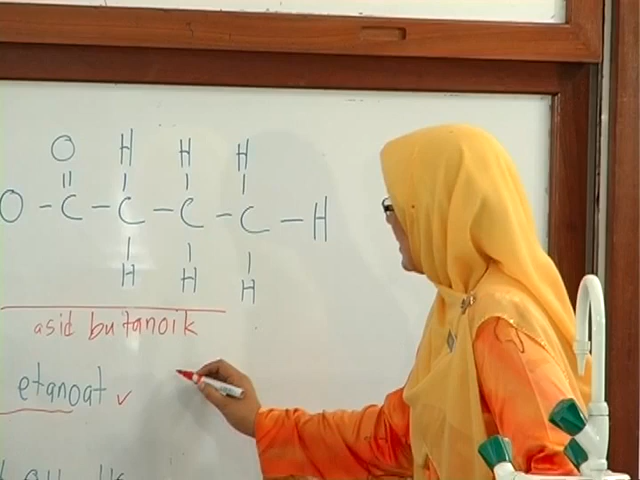 O H H H
O - C - C - C - C - H
H H H
asid butanoik
etanoat ✓